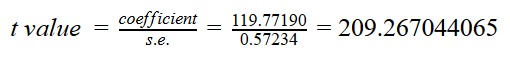 t value = coefficient / s.e. = 119.77190 / 0.57234 = 209.267044065